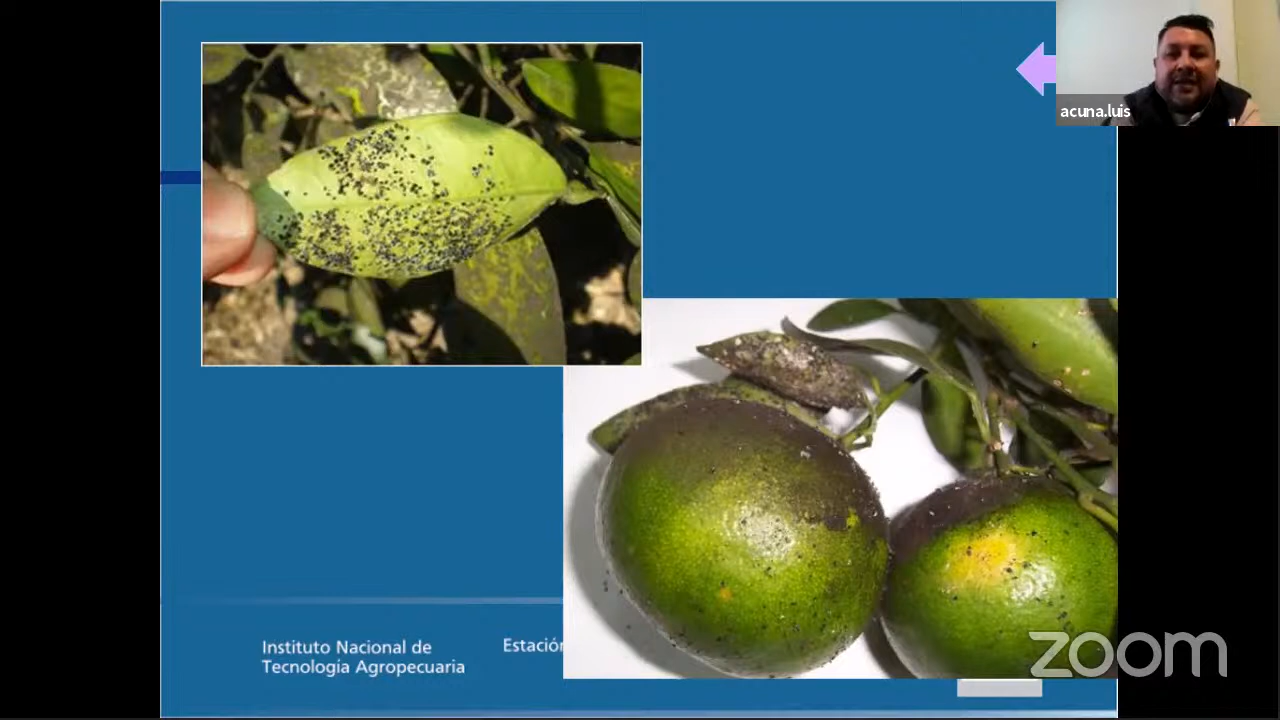 acuna.luis
Instituto Nacional de
Tecnología Agropecuaria
Estación
zoom